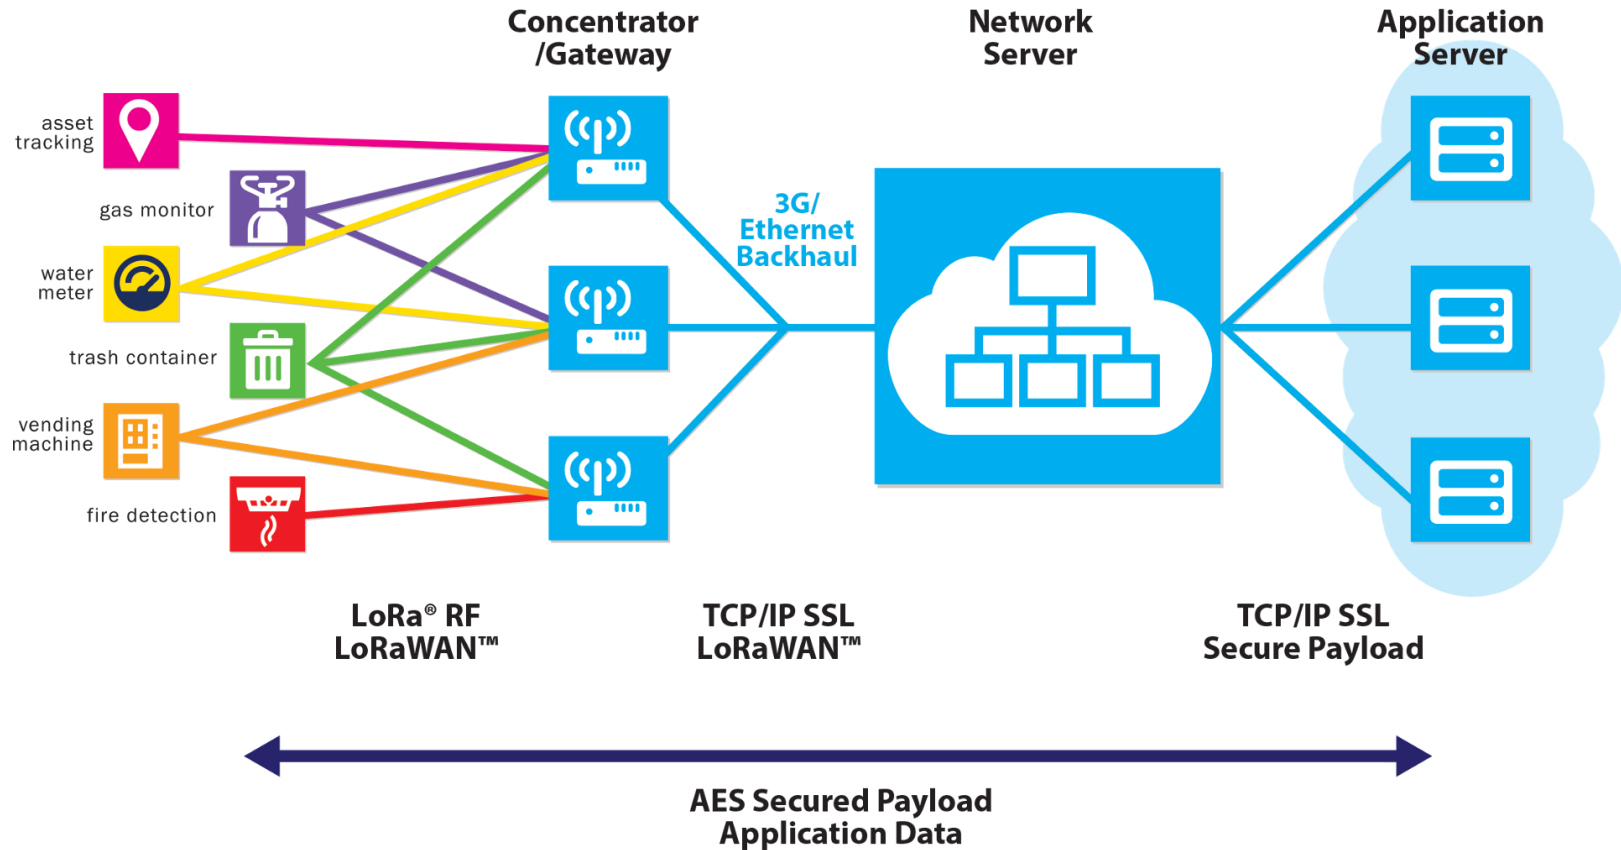 Concentrator
/Gateway
Network
Server
Application
Server
asset
tracking
gas monitor
water
meter
trash container
vending
machine
fire detection
3G/
Ethernet
Backhaul
LoRa® RF
LoRaWAN™
TCP/IP SSL
LoRaWAN™
TCP/IP SSL
Secure Payload
AES Secured Payload
Application Data